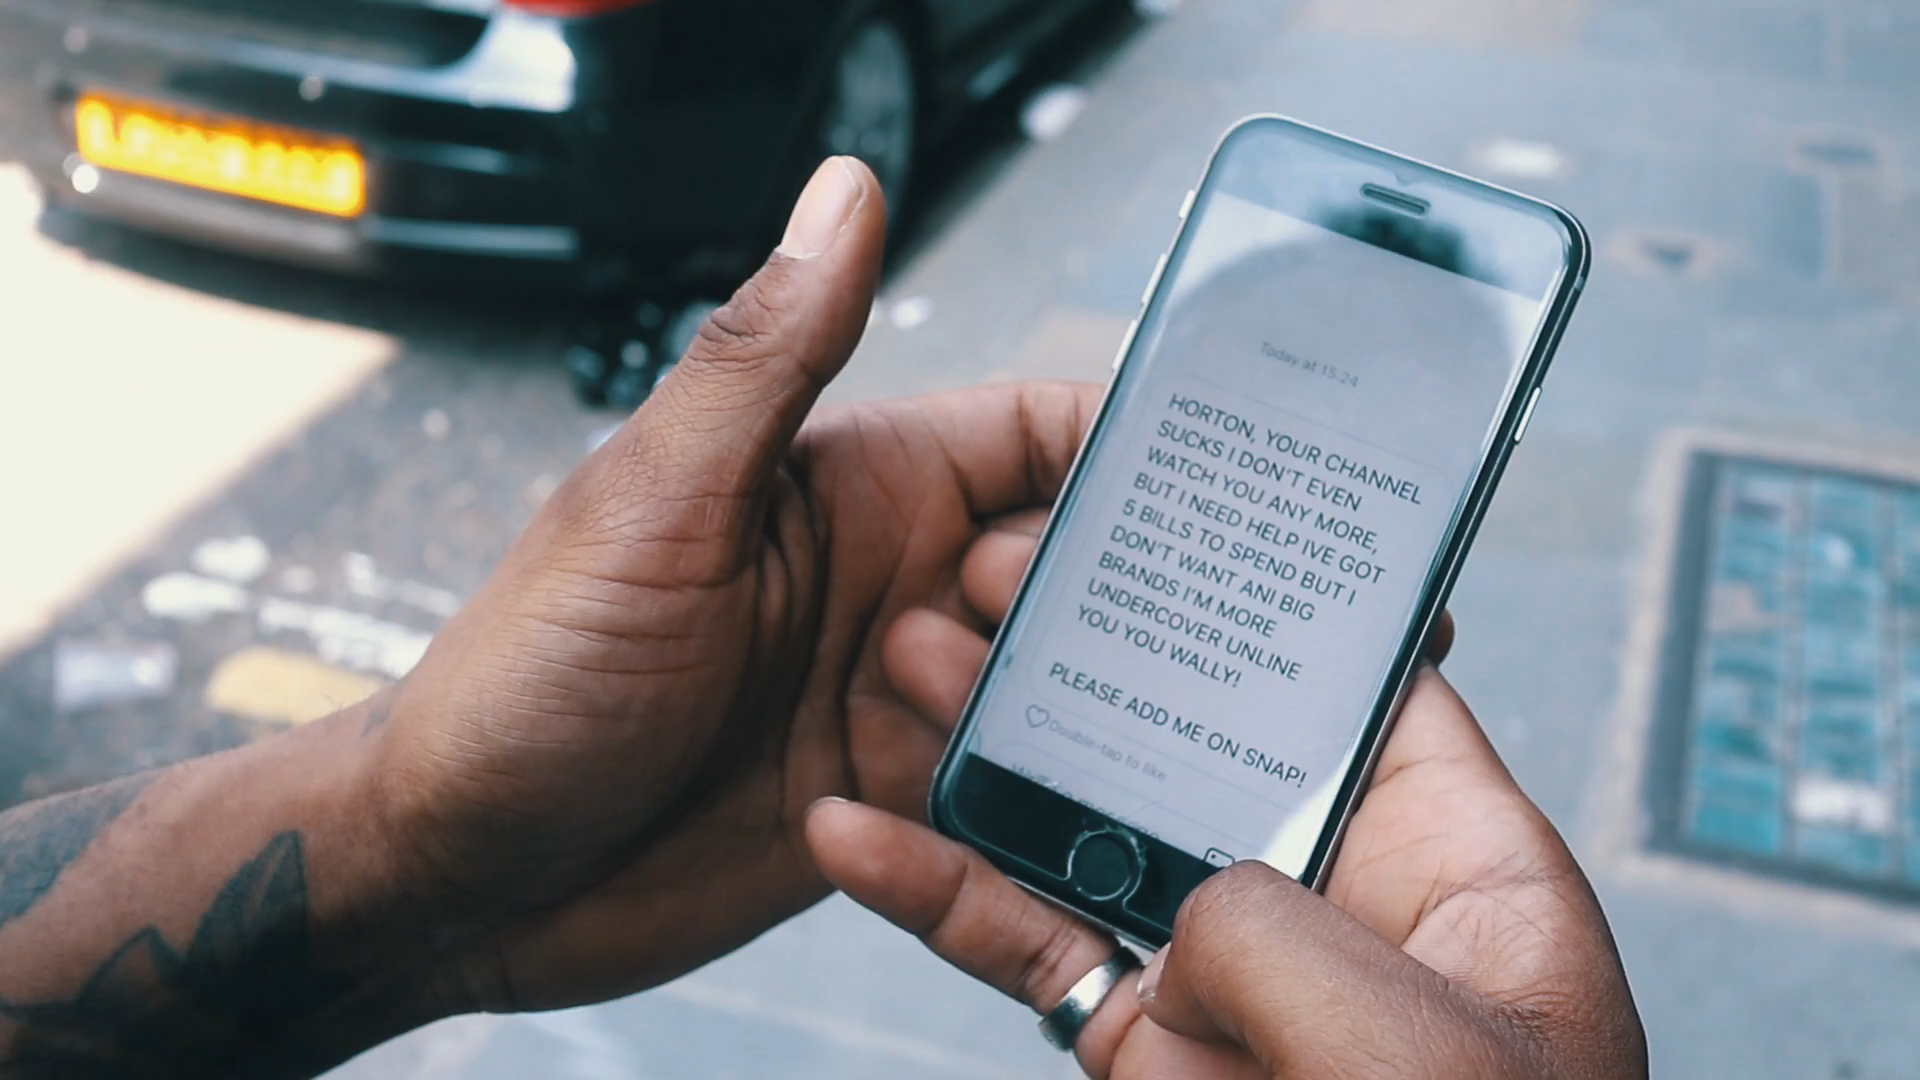 Today at 15:24
HORTON, YOUR CHANNEL
SUCKS I DON'T EVEN
WATCH YOU ANY MORE,
BUT I NEED HELP IVE GOT
5 BILLS TO SPEND BUT I
DON'T WANT ANI BIG
BRANDS I'M MORE
UNDERCOVER UNLINE
YOU YOU WALLY!
PLEASE ADD ME ON SNAP!
Double-tap to like